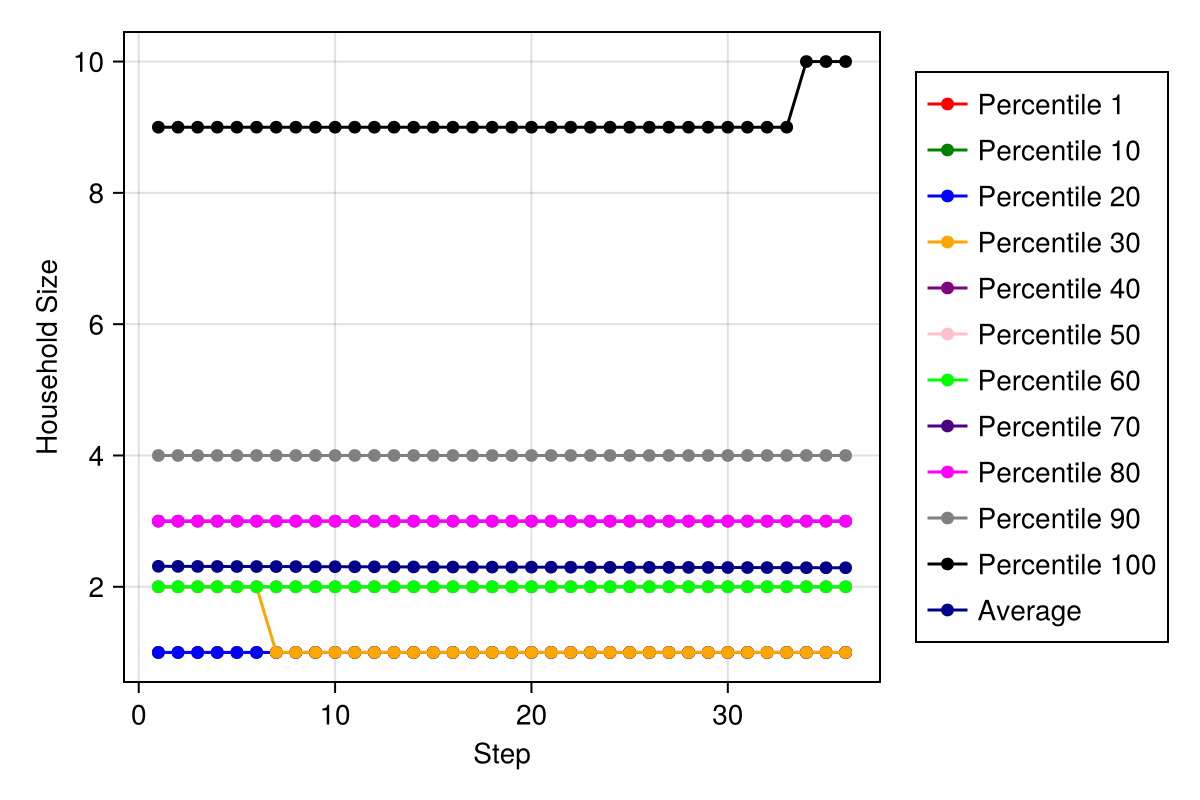 10
8
6
4
2
Household Size
0
10
20
30
Step
Percentile 1
Percentile 10
Percentile 20
Percentile 30
Percentile 40
Percentile 50
Percentile 60
Percentile 70
Percentile 80
Percentile 90
Percentile 100
Average